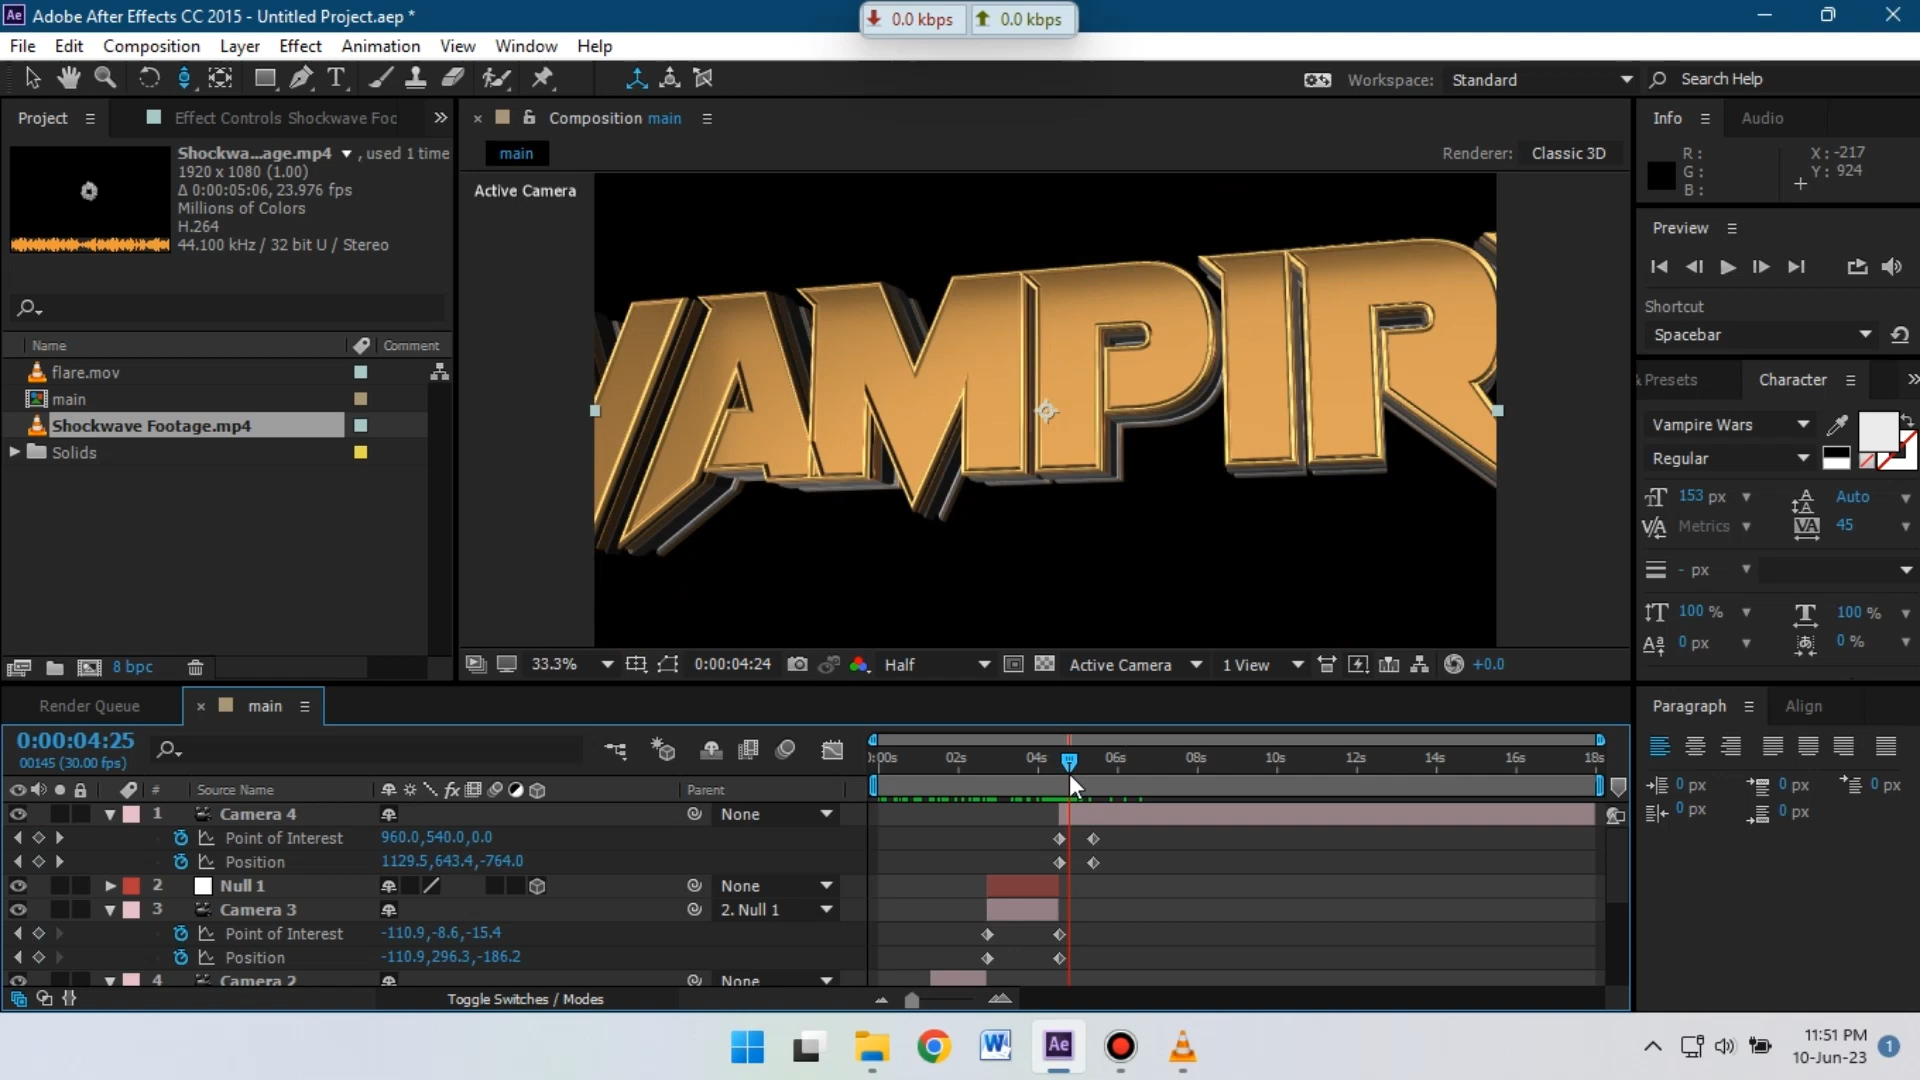 Ae Adobe After Effects CC 2015 - Untitled Project.aep *
0.0 kbps 0.0 kbps
File Edit Composition Layer Effect Animation View Window Help
T
Workspace: Standard Search Help
Project Effect Controls Shockwave Foo
Composition main
Info Audio
Shockwa...age.mp4 , used 1 time
1920 x 1080 (1.00)
Δ 0:00:05:06, 23.976 fps
Millions of Colors
H.264
44.100 kHz / 32 bit U / Stereo
main Renderer: Classic 3D
R: X: -217
G: Y: 924
B:
Active Camera
VAMPIR
Preview
Shortcut
Spacebar
Name Comment
flare.mov
main
Shockwave Footage.mp4
Solids
& Presets Character
Vampire Wars
Regular
153 px Auto
Metrics 45
- px
100 % 100 %
0 px 0 %
8 bpc
33.3% 0:00:04:24 Half Active Camera 1 View +0.0
Render Queue main
Paragraph Align
0:00:04:25
00145 (30.00 fps)
):00s 02s 04s 06s 08s 10s 12s 14s 16s 18s
# Source Name fx Parent
0 px 0 px 0 px
0 px 0 px
1 Camera 4 None
Point of Interest 960.0,540.0,0.0
Position 1129.5,643.4,-764.0
2 Null 1 None
3 Camera 3 2. Null 1
Point of Interest -110.9,-8.6,-15.4
Position -110.9,296.3,-186.2
4 Camera 2 None
Toggle Switches / Modes
W Ae
11:51 PM
10-Jun-23 1